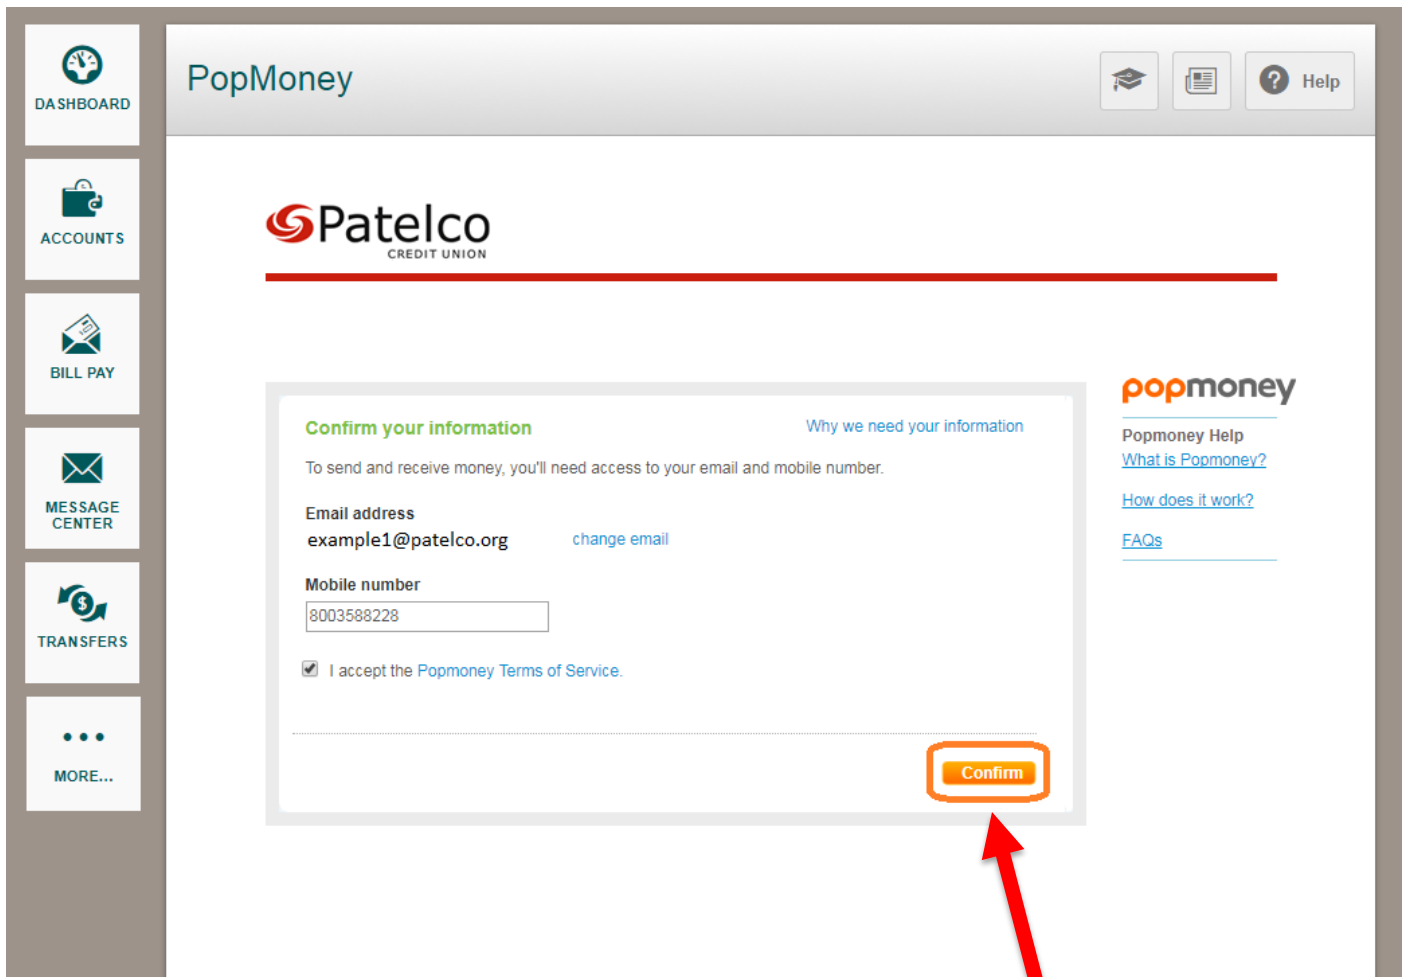 DASHBOARD
PopMoney
? Help
ACCOUNTS
Patelco
CREDIT UNION
BILL PAY
popmoney
Confirm your information
Why we need your information
Popmoney Help
What is Popmoney?
To send and receive money, you'll need access to your email and mobile number.
MESSAGE
CENTER
How does it work?
Email address
example1@patelco.org
change email
FAQs
Mobile number
8003588228
$
TRANSFERS
I accept the Popmoney Terms of Service.
MORE...
Confirm